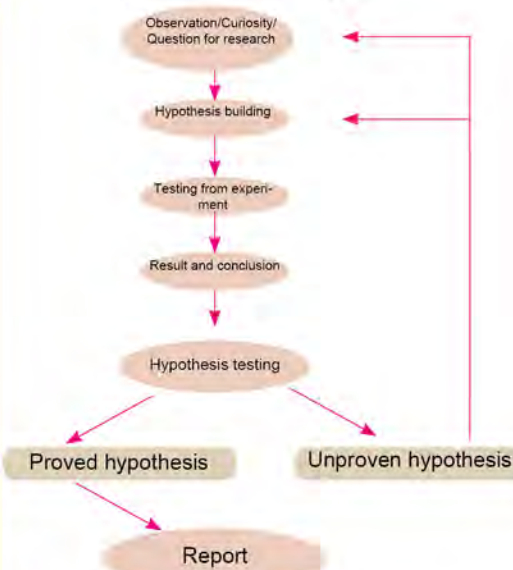 Observation/Curiosity/
Question for research
Hypothesis building
Testing from experi-
ment
Result and conclusion
Hypothesis testing
Proved hypothesis
Unproven hypothesis
Report